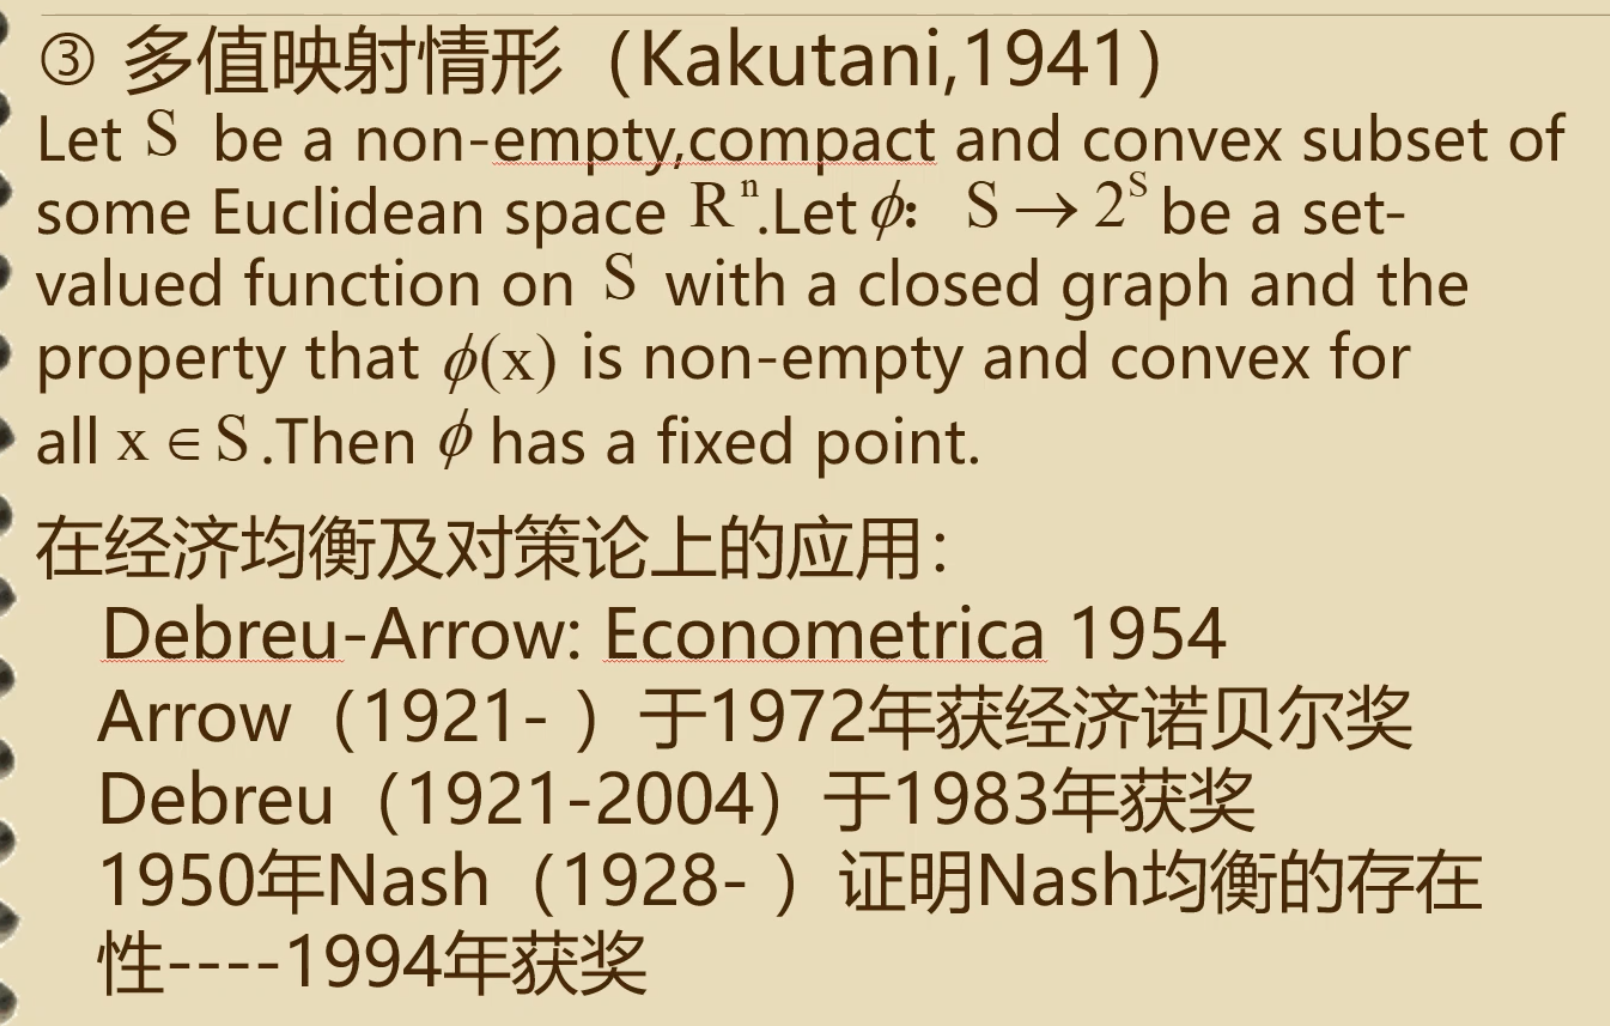 ③ 多值映射情形（Kakutani,1941）
Let S be a non-empty,compact and convex subset of
some Euclidean space Rⁿ.Let ϕ: S → 2ˢ be a set-
valued function on S with a closed graph and the
property that ϕ(x) is non-empty and convex for
all x ∈ S.Then ϕ has a fixed point.
在经济均衡及对策论上的应用：
Debreu-Arrow: Econometrica 1954
Arrow（1921- ）于1972年获经济诺贝尔奖
Debreu（1921-2004）于1983年获奖
1950年Nash（1928- ）证明Nash均衡的存在
性----1994年获奖